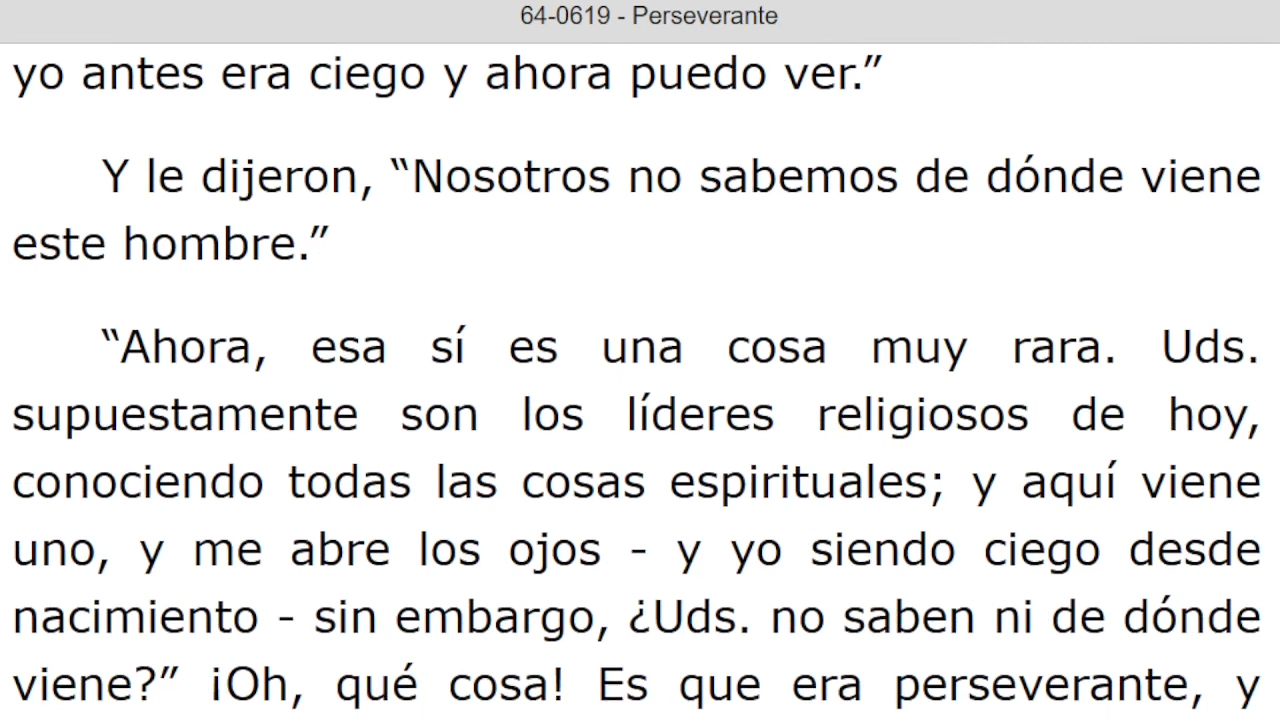 64-0619 - Perseverante
yo antes era ciego y ahora puedo ver.”
Y le dijeron, “Nosotros no sabemos de dónde viene
este hombre.”
“Ahora, esa sí es una cosa muy rara. Uds.
supuestamente son los líderes religiosos de hoy,
conociendo todas las cosas espirituales; y aquí viene
uno, y me abre los ojos - y yo siendo ciego desde
nacimiento - sin embargo, ¿Uds. no saben ni de dónde
viene?” ¡Oh, qué cosa! Es que era perseverante, y